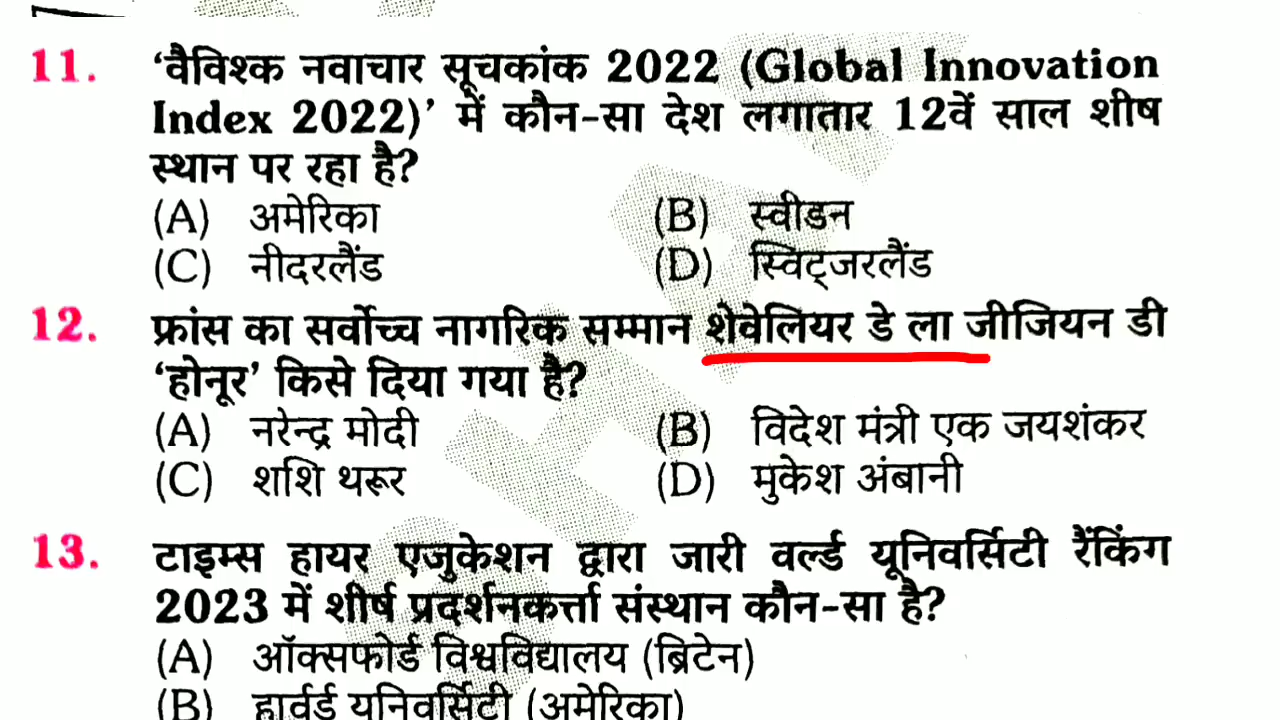 11. ‘वैविश्क नवाचार सूचकांक 2022 (Global Innovation
Index 2022)’ में कौन-सा देश लगातार 12वें साल शीष
स्थान पर रहा है?
(A) अमेरिका (B) स्वीडन
(C) नीदरलैंड (D) स्विट्जरलैंड
12. फ्रांस का सर्वोच्च नागरिक सम्मान शेवेलियर डे ला जीजियन डी
‘होनूर’ किसे दिया गया है?
(A) नरेन्द्र मोदी (B) विदेश मंत्री एक जयशंकर
(C) शशि थरूर (D) मुकेश अंबानी
13. टाइम्स हायर एजुकेशन द्वारा जारी वर्ल्ड यूनिवर्सिटी रैंकिंग
2023 में शीर्ष प्रदर्शनकर्त्ता संस्थान कौन-सा है?
(A) ऑक्सफोर्ड विश्वविद्यालय (ब्रिटेन)
(B) हार्वर्ड यूनिवर्सिटी (अमेरिका)